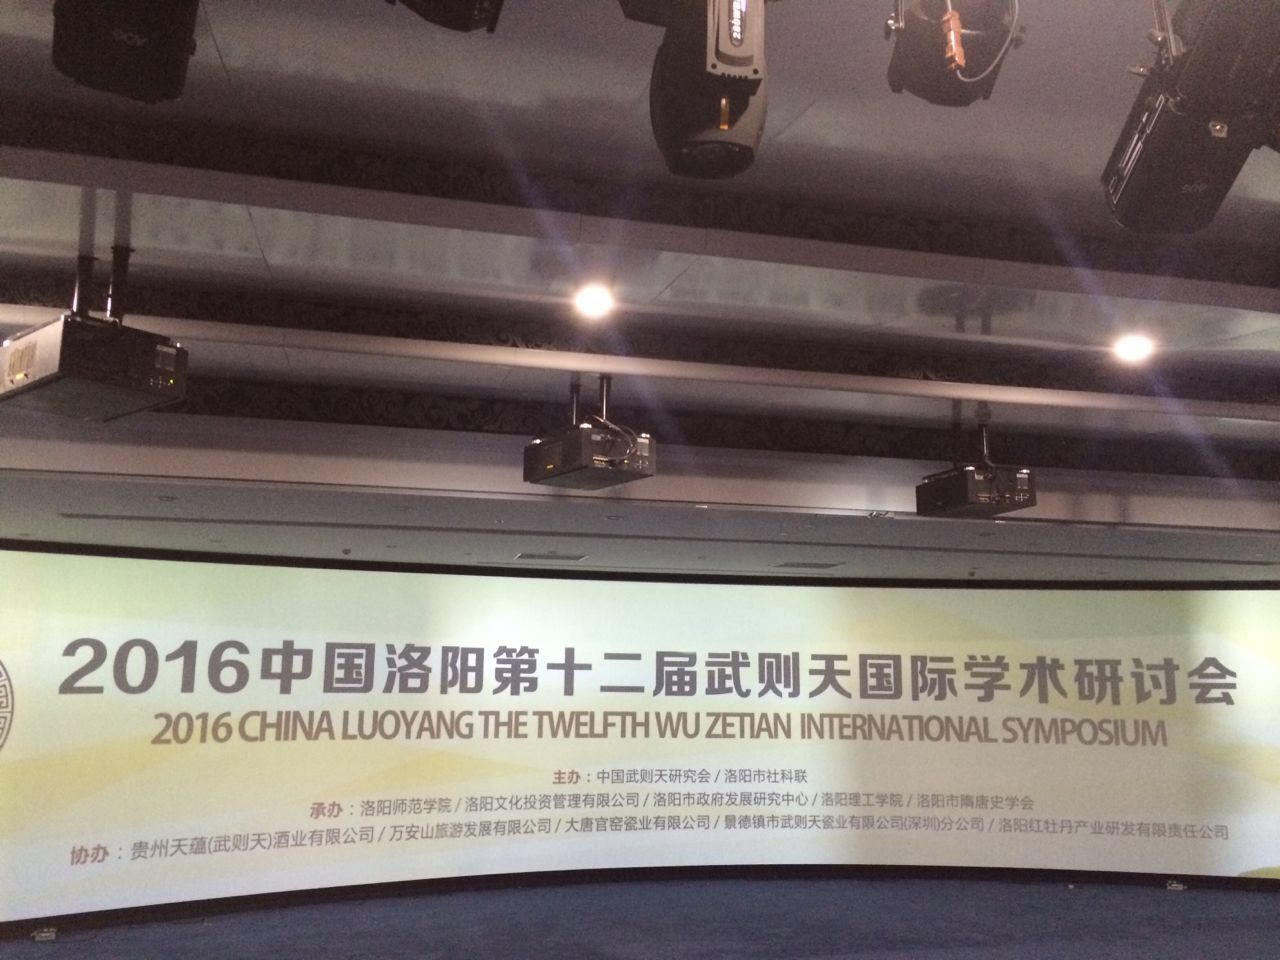 2016中国洛阳第十二届武则天国际学术研讨会
2016 CHINA LUOYANG THE TWELFTH WU ZETIAN INTERNATIONAL SYMPOSIUM
主办：中国武则天研究会/洛阳市社科联
承办：洛阳师范学院/洛阳文化投资管理有限公司/洛阳市政府发展研究中心/洛阳理工学院/洛阳市隋唐史学会
协办：贵州天蕴(武则天)酒业有限公司/万安山旅游发展有限公司/大唐官窑瓷业有限公司/景德镇市武则天瓷业有限公司(深圳)分公司/洛阳红牡丹产业研发有限责任公司